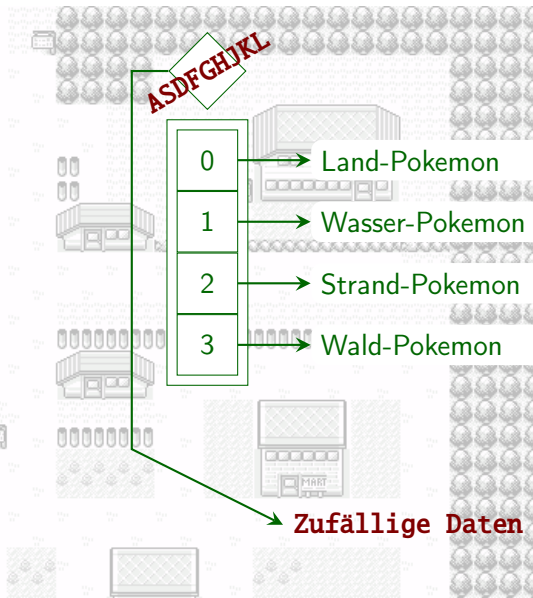 ASDFGHJKL
0 Land-Pokemon
1 Wasser-Pokemon
2 Strand-Pokemon
3 Wald-Pokemon
MART
Zufällige Daten